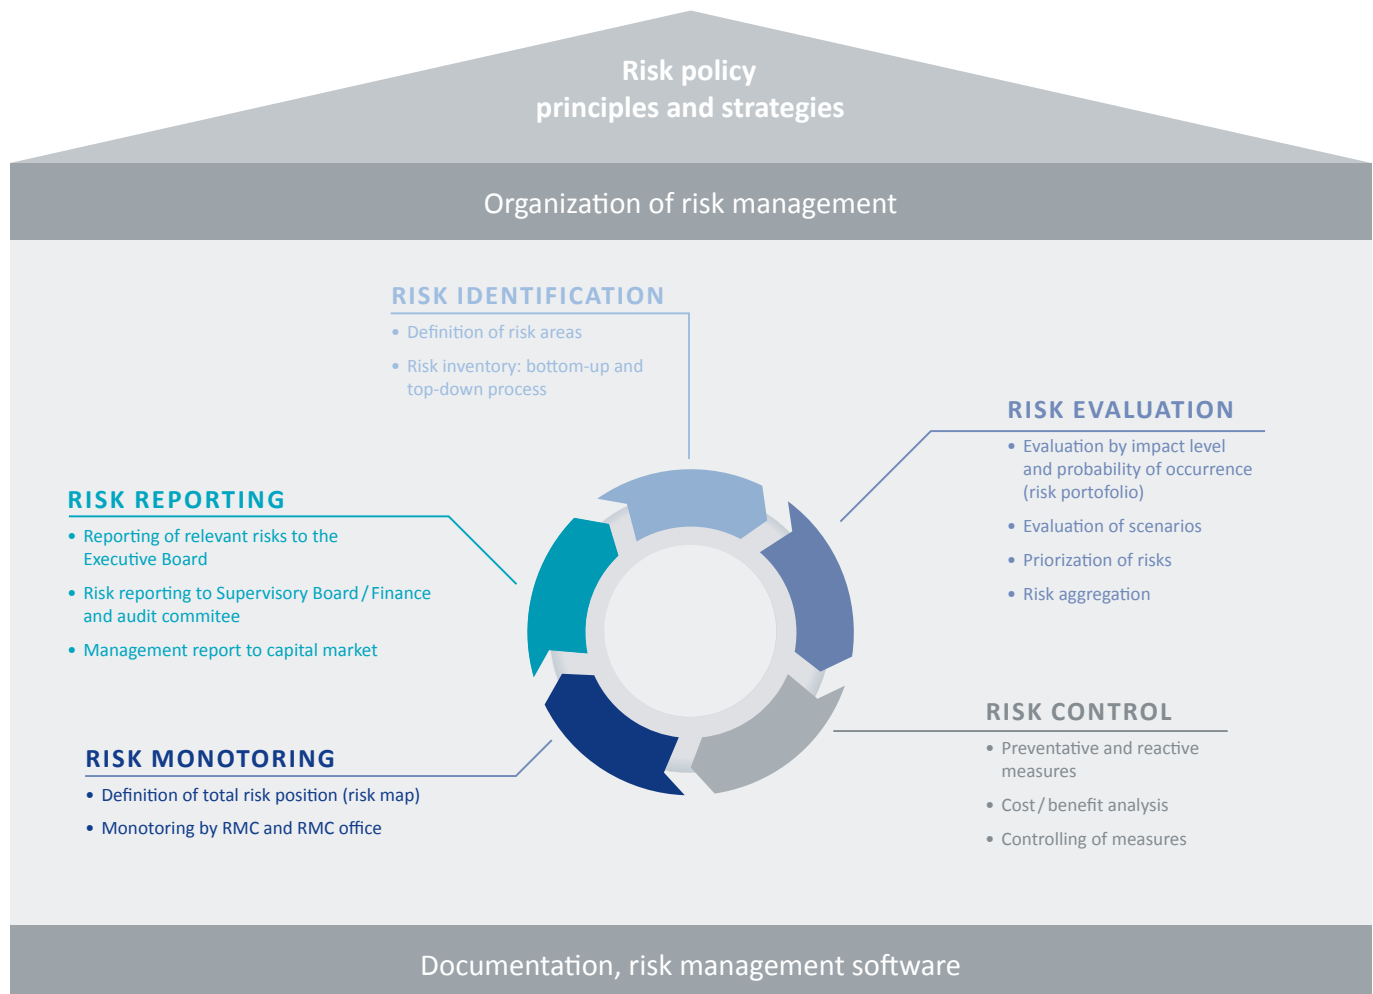 Risk policy
principles and strategies
Organization of risk management
RISK IDENTIFICATION
• Definition of risk areas
• Risk inventory: bottom-up and
top-down process
RISK EVALUATION
• Evaluation by impact level
and probability of occurrence
(risk portofolio)
• Evaluation of scenarios
• Priorization of risks
• Risk aggregation
RISK CONTROL
• Preventative and reactive
measures
• Cost / benefit analysis
• Controlling of measures
RISK MONOTORING
• Definition of total risk position (risk map)
• Monotoring by RMC and RMC office
RISK REPORTING
• Reporting of relevant risks to the
Executive Board
• Risk reporting to Supervisory Board / Finance
and audit commitee
• Management report to capital market
Documentation, risk management software